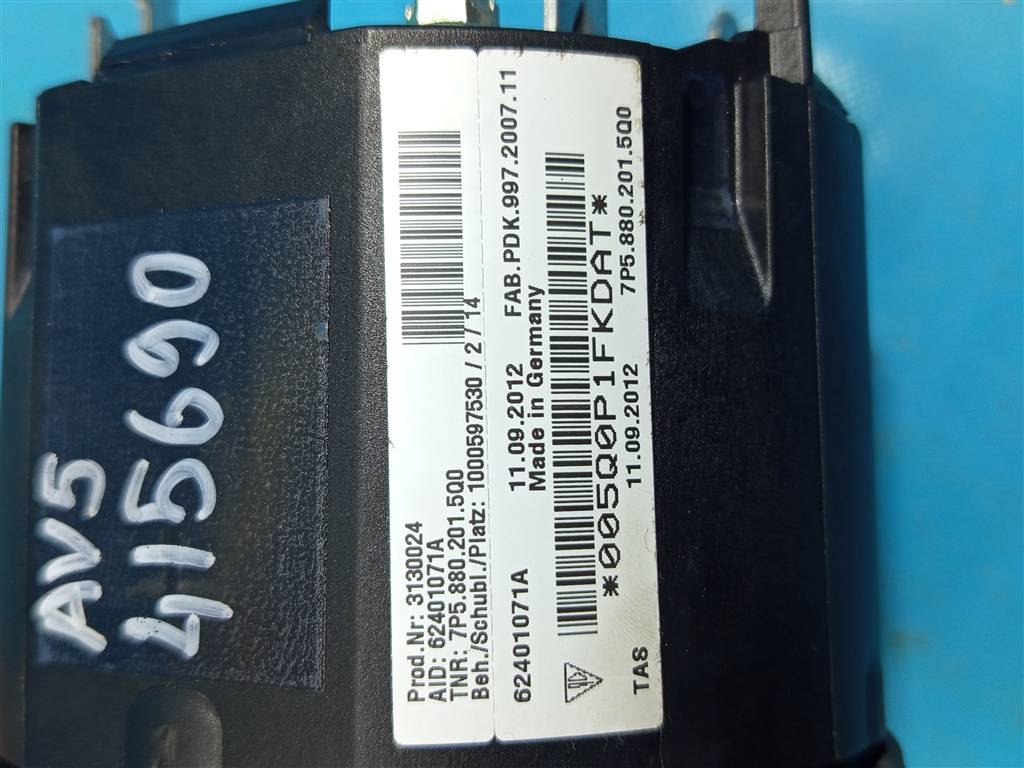 AV5
415690
Prod.Nr: 3130024
AID: 62401071A
TNR: 7P5.880.201.5Q0
Beh./Schubl./Platz: 1000597530 / 2 / 14
62401071A 11.09.2012 FAB.PDK.997.2007.11
Made in Germany
*005Q0P1FKDAT*
TAS 11.09.2012 7P5.880.201.5Q0